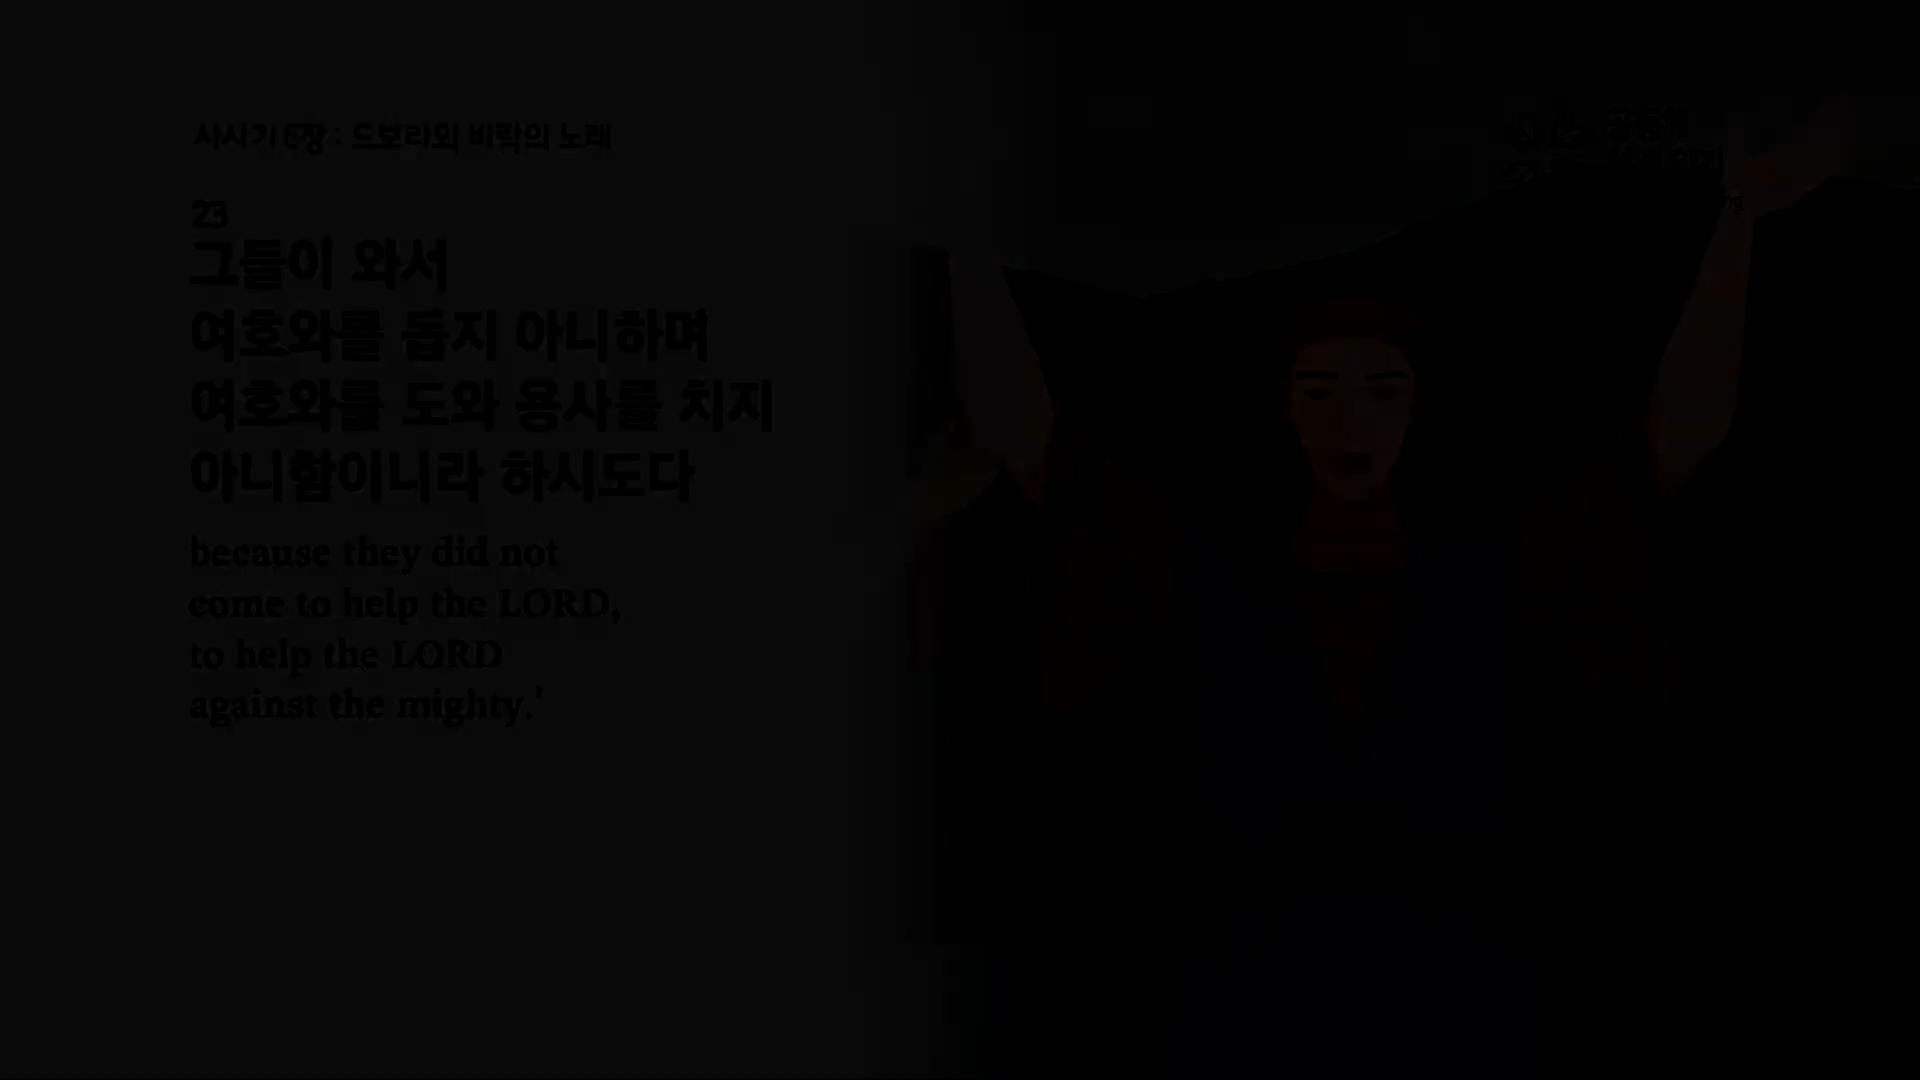 사사기 5장 : 드보라와 바락의 노래
23
그들이 와서
여호와를 돕지 아니하며
여호와를 도와 용사를 치지
아니함이니라 하시도다
because they did not
come to help the LORD,
to help the LORD
against the mighty.'